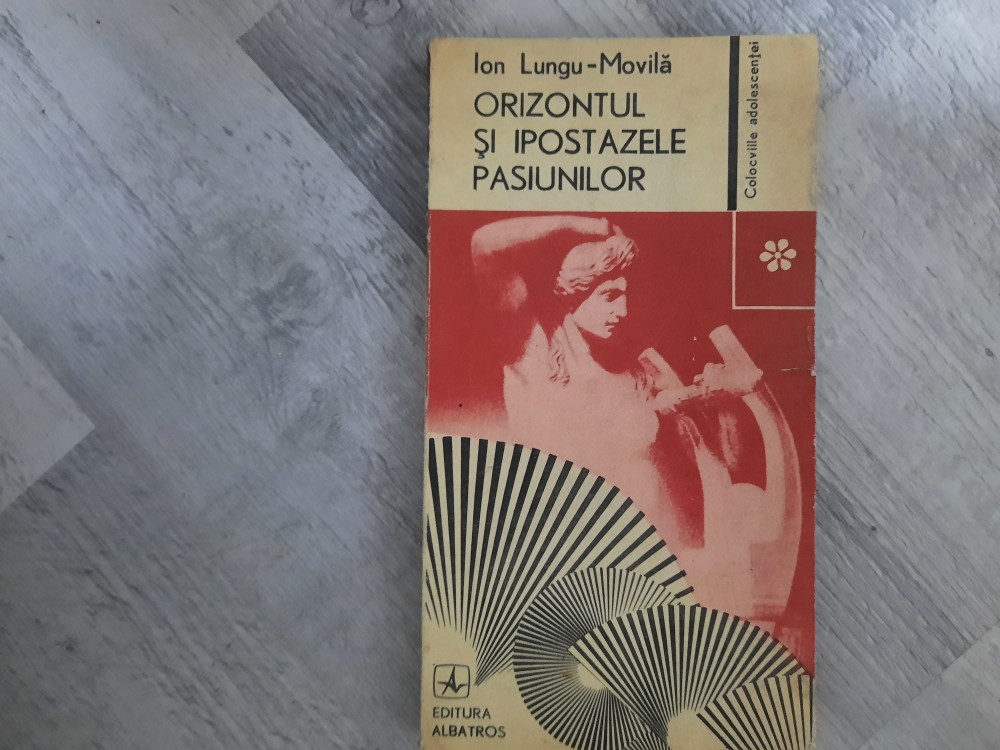 Ion Lungu-Movilă
ORIZONTUL
ŞI IPOSTAZELE
PASIUNILOR
Colocviile adolescenţei
EDITURA
ALBATROS